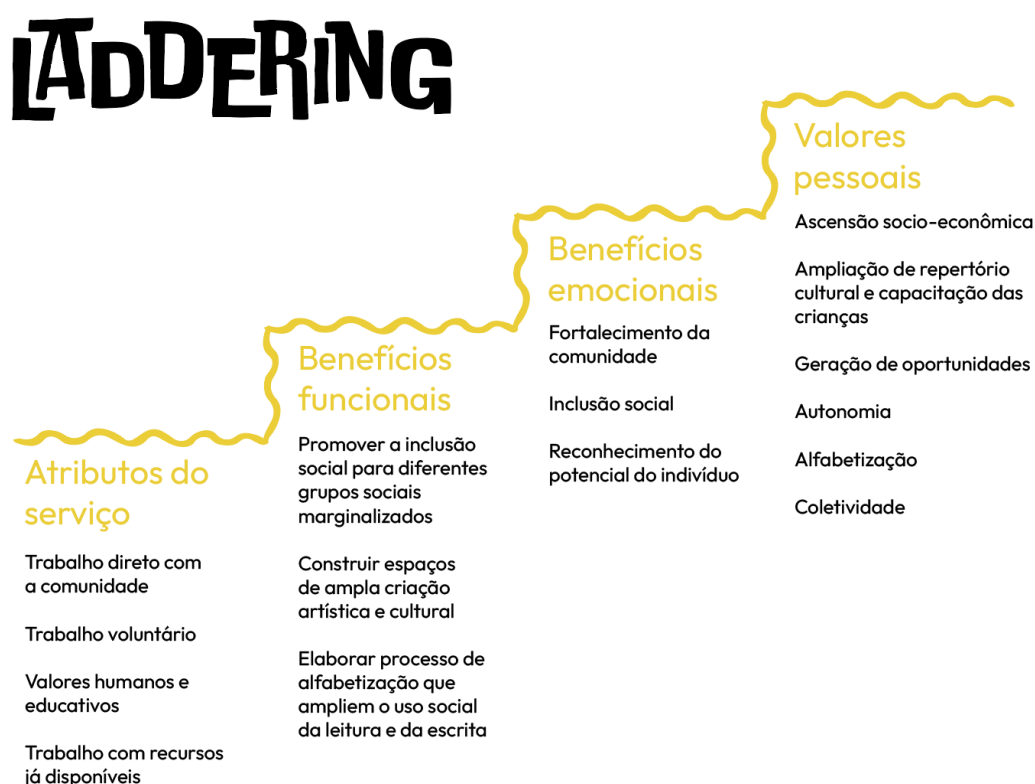 LADDERING
Atributos do
serviço
Trabalho direto com
a comunidade
Trabalho voluntário
Valores humanos e
educativos
Trabalho com recursos
já disponíveis
Benefícios
funcionais
Promover a inclusão
social para diferentes
grupos sociais
marginalizados
Construir espaços
de ampla criação
artística e cultural
Elaborar processo de
alfabetização que
ampliem o uso social
da leitura e da escrita
Benefícios
emocionais
Fortalecimento da
comunidade
Inclusão social
Reconhecimento do
potencial do indivíduo
Valores
pessoais
Ascensão socio-econômica
Ampliação de repertório
cultural e capacitação das
crianças
Geração de oportunidades
Autonomia
Alfabetização
Coletividade